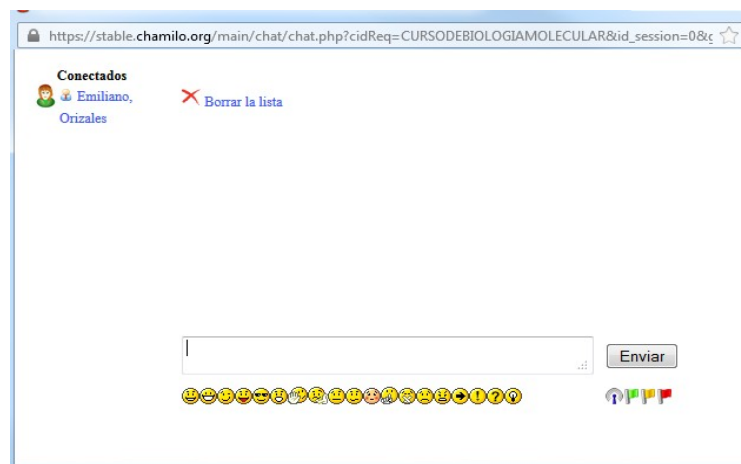 https://stable.chamilo.org/main/chat/chat.php?cidReq=CURSODEBIOLOGIAMOLECULAR&id_session=0&g
Conectados
Emiliano,
Orizales
Borrar la lista
Enviar